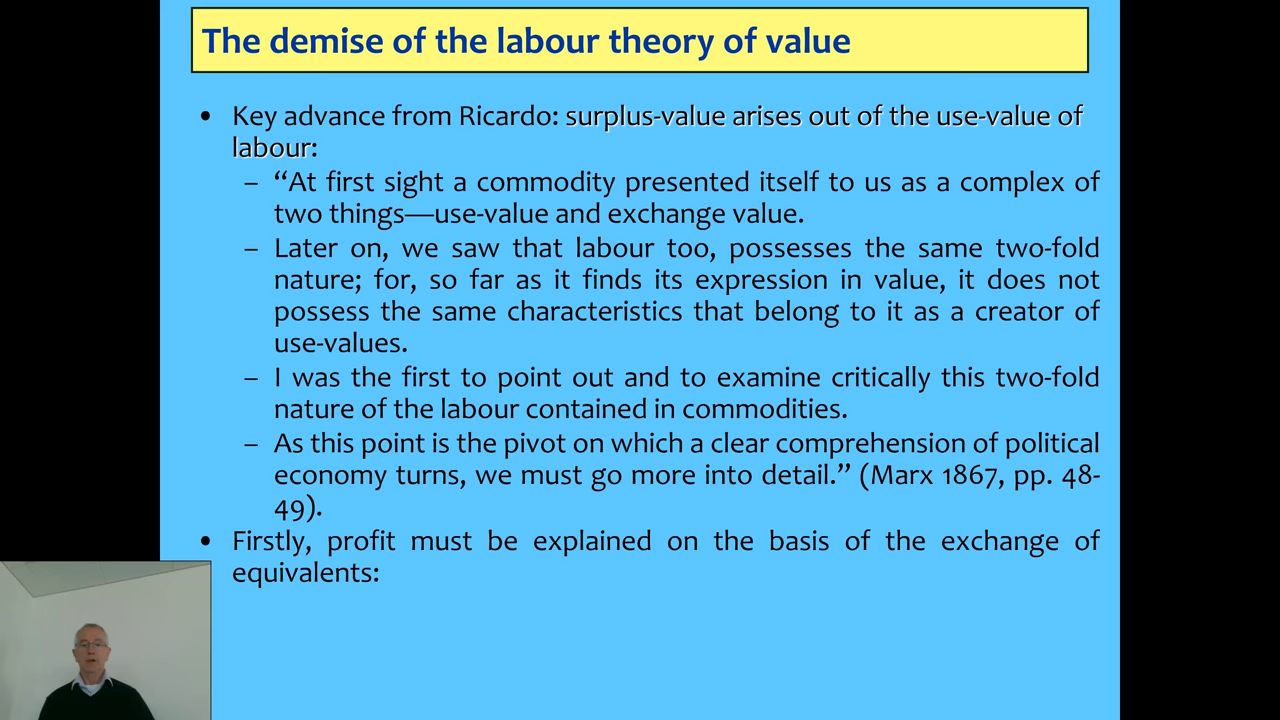 The demise of the labour theory of value
• Key advance from Ricardo: surplus-value arises out of the use-value of
labour:
– “At first sight a commodity presented itself to us as a complex of
two things—use-value and exchange value.
– Later on, we saw that labour too, possesses the same two-fold
nature; for, so far as it finds its expression in value, it does not
possess the same characteristics that belong to it as a creator of
use-values.
– I was the first to point out and to examine critically this two-fold
nature of the labour contained in commodities.
– As this point is the pivot on which a clear comprehension of political
economy turns, we must go more into detail.” (Marx 1867, pp. 48-
49).
• Firstly, profit must be explained on the basis of the exchange of
equivalents: